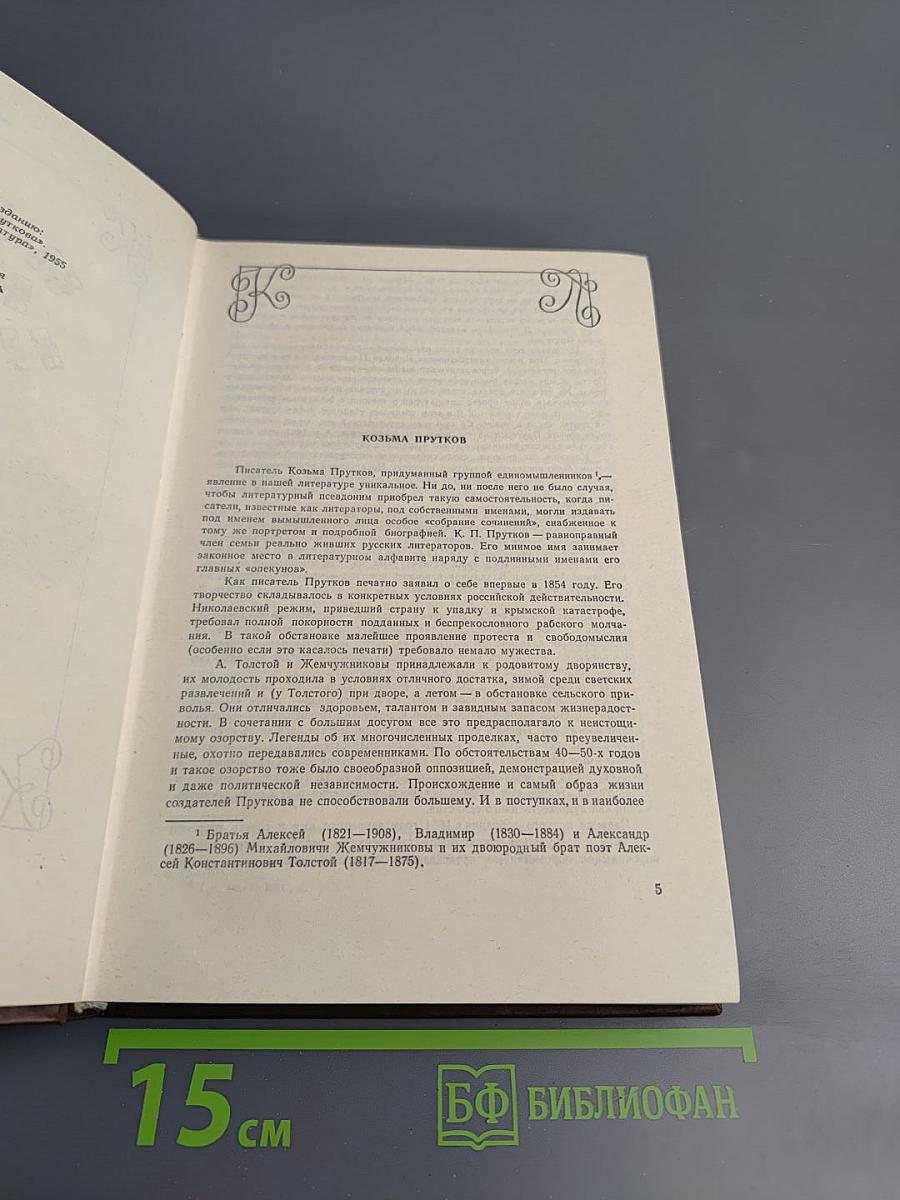 зданию:
уткова».
атура», 1955
я
А
К П
КОЗЬМА ПРУТКОВ
Писатель Козьма Прутков, придуманный группой единомышленников ¹,—
явление в нашей литературе уникальное. Ни до, ни после него не было случая,
чтобы литературный псевдоним приобрел такую самостоятельность, когда пи-
сатели, известные как литераторы, под собственными именами, могли издавать
под именем вымышленного лица особое «собрание сочинений», снабженное к
тому же портретом и подробной биографией. К. П. Прутков — равноправный
член семьи реально живших русских литераторов. Его мнимое имя занимает
законное место в литературном алфавите наряду с подлинными именами его
главных «опекунов».
Как писатель Прутков печатно заявил о себе впервые в 1854 году. Его
творчество складывалось в конкретных условиях российской действительности.
Николаевский режим, приведший страну к упадку и крымской катастрофе,
требовал полной покорности подданных и беспрекословного рабского молча-
ния. В такой обстановке малейшее проявление протеста и свободомыслия
(особенно если это касалось печати) требовало немало мужества.
А. Толстой и Жемчужниковы принадлежали к родовитому дворянству,
их молодость проходила в условиях отличного достатка, зимой среди светских
развлечений и (у Толстого) при дворе, а летом — в обстановке сельского при-
волья. Они отличались здоровьем, талантом и завидным запасом жизнерадост-
ности. В сочетании с большим досугом все это предрасполагало к неистощи-
мому озорству. Легенды об их многочисленных проделках, часто преувеличен-
ные, охотно передавались современниками. По обстоятельствам 40—50-х годов
и такое озорство тоже было своеобразной оппозицией, демонстрацией духовной
и даже политической независимости. Происхождение и самый образ жизни
создателей Пруткова не способствовали большему. И в поступках, и в наиболее
¹ Братья Алексей (1821—1908), Владимир (1830—1884) и Александр
(1826—1896) Михайловичи Жемчужниковы и их двоюродный брат поэт Алек-
сей Константинович Толстой (1817—1875).
5
15 см
БФ БИБЛИОФАН